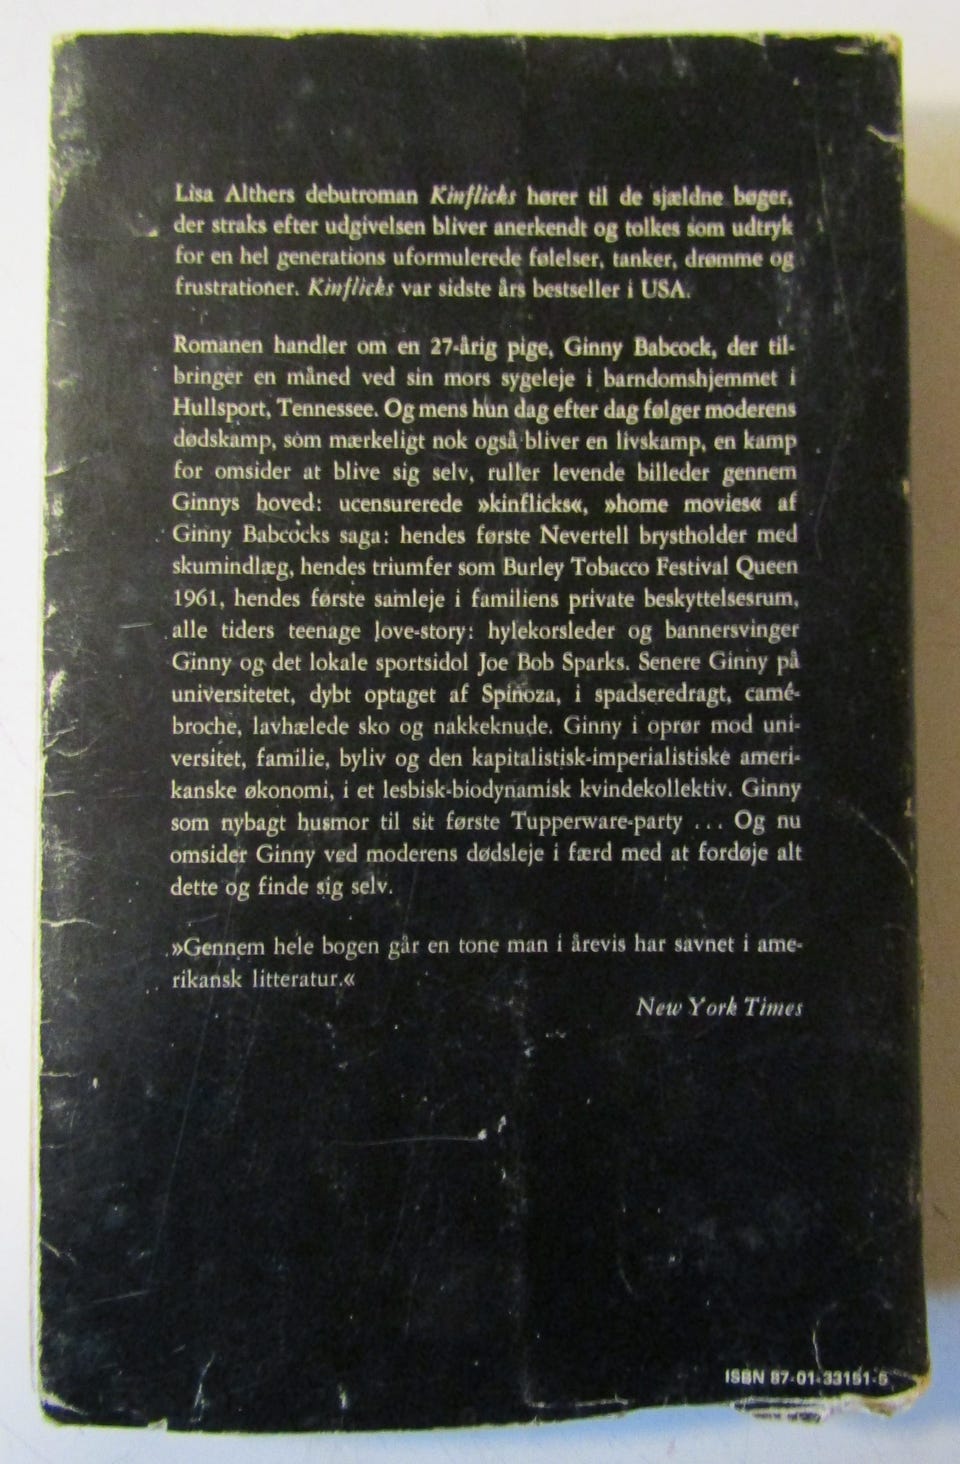 Lisa Althers debutroman Kinflicks hører til de sjældne bøger,
der straks efter udgivelsen bliver anerkendt og tolkes som udtryk
for en hel generations uformulerede følelser, tanker, drømme og
frustrationer. Kinflicks var sidste års bestseller i USA.
Romanen handler om en 27-årig pige, Ginny Babcock, der til-
bringer en måned ved sin mors sygeleje i barndomshjemmet i
Hullsport, Tennessee. Og mens hun dag efter dag følger moderens
dødskamp, som mærkeligt nok også bliver en livskamp, en kamp
for omsider at blive sig selv, ruller levende billeder gennem
Ginnys hoved: ucensurerede »kinflicks«, »home movies« af
Ginny Babcocks saga: hendes første Nevertell brystholder med
skumindlæg, hendes triumfer som Burley Tobacco Festival Queen
1961, hendes første samleje i familiens private beskyttelsesrum,
alle tiders teenage love-story: hylekorsleder og bannersvinger
Ginny og det lokale sportsidol Joe Bob Sparks. Senere Ginny på
universitetet, dybt optaget af Spinoza, i spadseredragt, camé-
broche, lavhælede sko og nakkeknude. Ginny i oprør mod uni-
versitet, familie, byliv og den kapitalistisk-imperialistiske ameri-
kanske økonomi, i et lesbisk-biodynamisk kvindekollektiv. Ginny
som nybagt husmor til sit første Tupperware-party ... Og nu
omsider Ginny ved moderens dødsleje i færd med at fordøje alt
dette og finde sig selv.
»Gennem hele bogen går en tone man i årevis har savnet i ame-
rikansk litteratur.«
New York Times
ISBN 87-01-33151-5